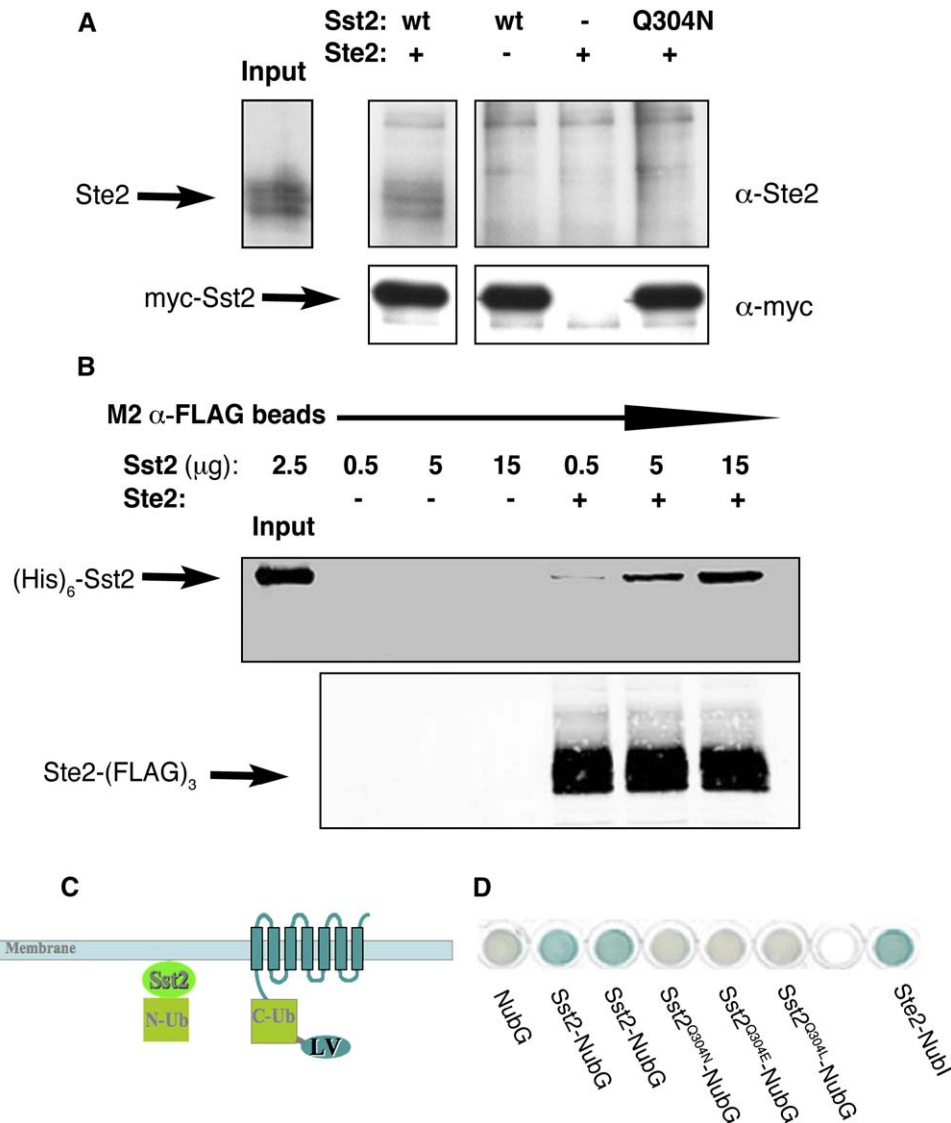 A
Sst2: wt wt - Q304N
Ste2: + - + +
Input
Ste2
α-Ste2
myc-Sst2
α-myc
B
M2 α-FLAG beads
Sst2 (μg): 2.5 0.5 5 15 0.5 5 15
Ste2: - - - + + +
Input
(His)6-Sst2
Ste2-(FLAG)3
C
Membrane
Sst2
N-Ub
C-Ub
LV
D
NubG
Sst2-NubG
Sst2-NubG
Sst2Q304N-NubG
Sst2Q304E-NubG
Sst2Q304L-NubG
Ste2-NubI